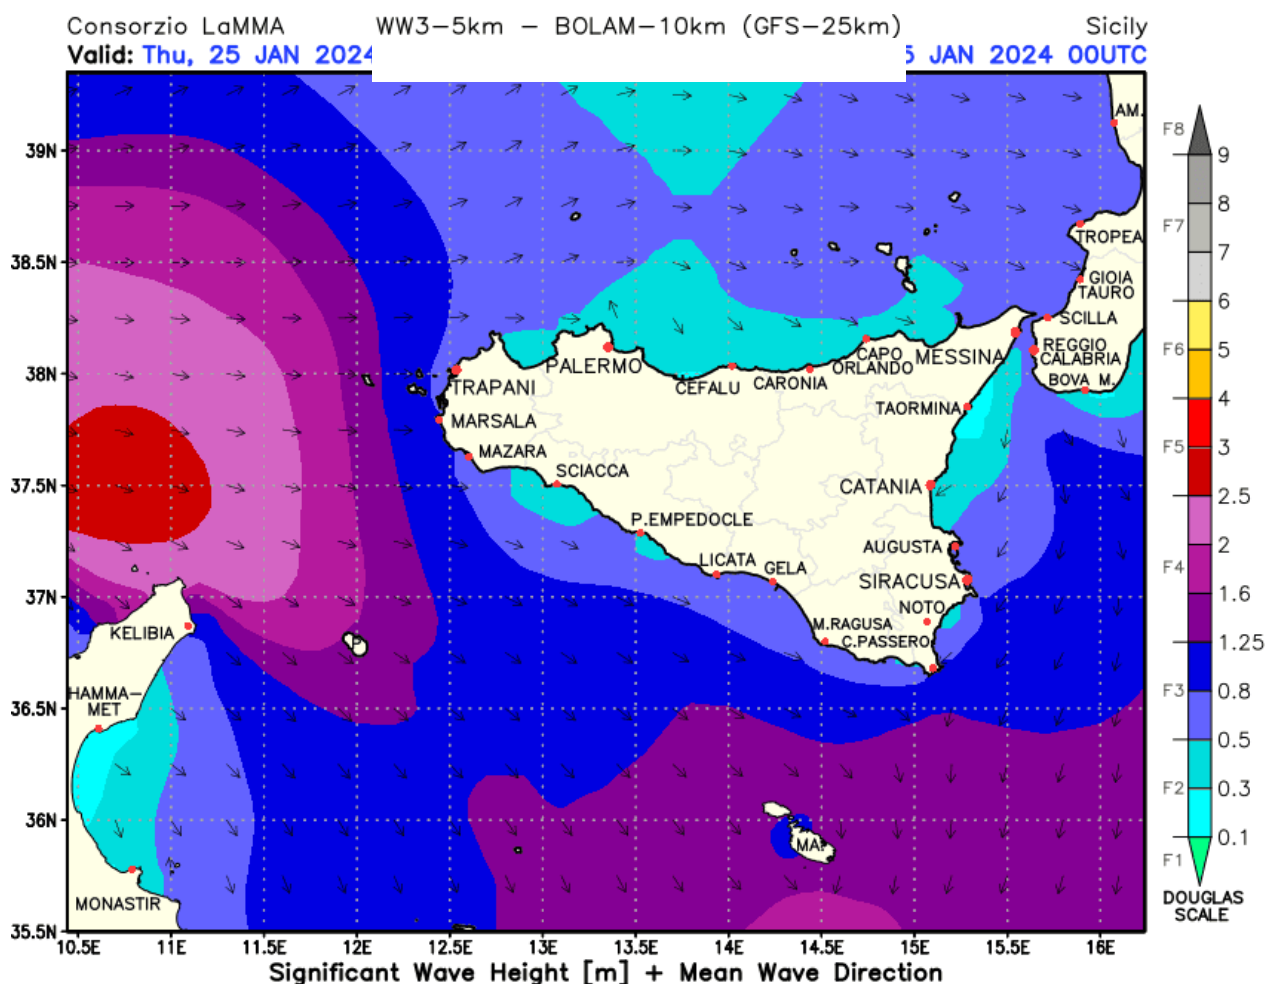 Consorzio LaMMA WW3-5km - BOLAM-10km (GFS-25km) Sicily
Valid: Thu, 25 JAN 2024 JAN 2024 00UTC
AM.
39N
TROPEA
38.5N
GIOIA
TAURO
SCILLA
REGGIO
CALABRIA
BOVA M.
MESSINA
CAPO
ORLANDO
PALERMO
CEFALU
CARONIA
38N
TRAPANI
TAORMINA
MARSALA
MAZARA
SCIACCA
37.5N
CATANIA
P.EMPEDOCLE
AUGUSTA
LICATA
GELA
SIRACUSA
37N
NOTO
M.RAGUSA
C.PASSERO
KELIBIA
P
HAMMA-
MET
36.5N
36N
MA.
MONASTIR
35.5N
10.5E 11E 11.5E 12E 12.5E 13E 13.5E 14E 14.5E 15E 15.5E 16E
Significant Wave Height [m] + Mean Wave Direction
F8
9
8
F7
7
6
F6
5
4
F5
3
2.5
2
F4
1.6
1.25
F3
0.8
0.5
F2
0.3
0.1
F1
DOUGLAS
SCALE